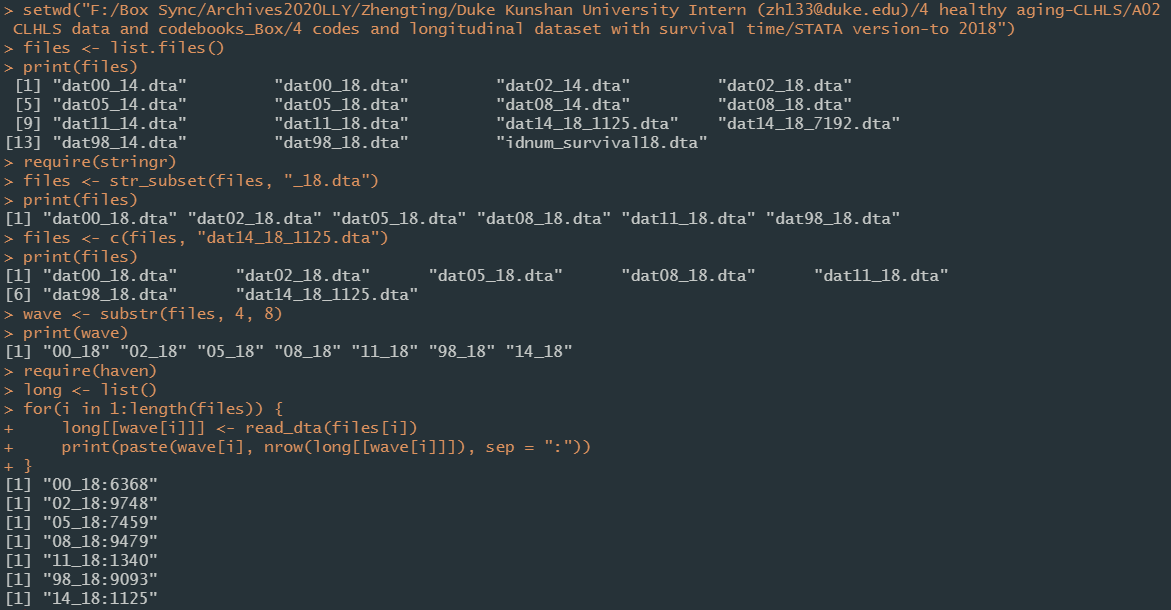 > setwd("F:/Box Sync/Archives2020LLY/Zhengting/Duke Kunshan University Intern (zh133@duke.edu)/4 healthy aging-CLHLS/A02
 CLHLS data and codebooks_Box/4 codes and longitudinal dataset with survival time/STATA version-to 2018")
> files <- list.files()
> print(files)
 [1] "dat00_14.dta"         "dat00_18.dta"         "dat02_14.dta"         "dat02_18.dta"
 [5] "dat05_14.dta"         "dat05_18.dta"         "dat08_14.dta"         "dat08_18.dta"
 [9] "dat11_14.dta"         "dat11_18.dta"         "dat14_18_1125.dta"    "dat14_18_7192.dta"
[13] "dat98_14.dta"         "dat98_18.dta"         "idnum_survival18.dta"
> require(stringr)
> files <- str_subset(files, "_18.dta")
> print(files)
[1] "dat00_18.dta" "dat02_18.dta" "dat05_18.dta" "dat08_18.dta" "dat11_18.dta" "dat98_18.dta"
> files <- c(files, "dat14_18_1125.dta")
> print(files)
[1] "dat00_18.dta"      "dat02_18.dta"      "dat05_18.dta"      "dat08_18.dta"      "dat11_18.dta"
[6] "dat98_18.dta"      "dat14_18_1125.dta"
> wave <- substr(files, 4, 8)
> print(wave)
[1] "00_18" "02_18" "05_18" "08_18" "11_18" "98_18" "14_18"
> require(haven)
> long <- list()
> for(i in 1:length(files)) {
+     long[[wave[i]]] <- read_dta(files[i])
+     print(paste(wave[i], nrow(long[[wave[i]]]), sep = ":"))
+ }
[1] "00_18:6368"
[1] "02_18:9748"
[1] "05_18:7459"
[1] "08_18:9479"
[1] "11_18:1340"
[1] "98_18:9093"
[1] "14_18:1125"